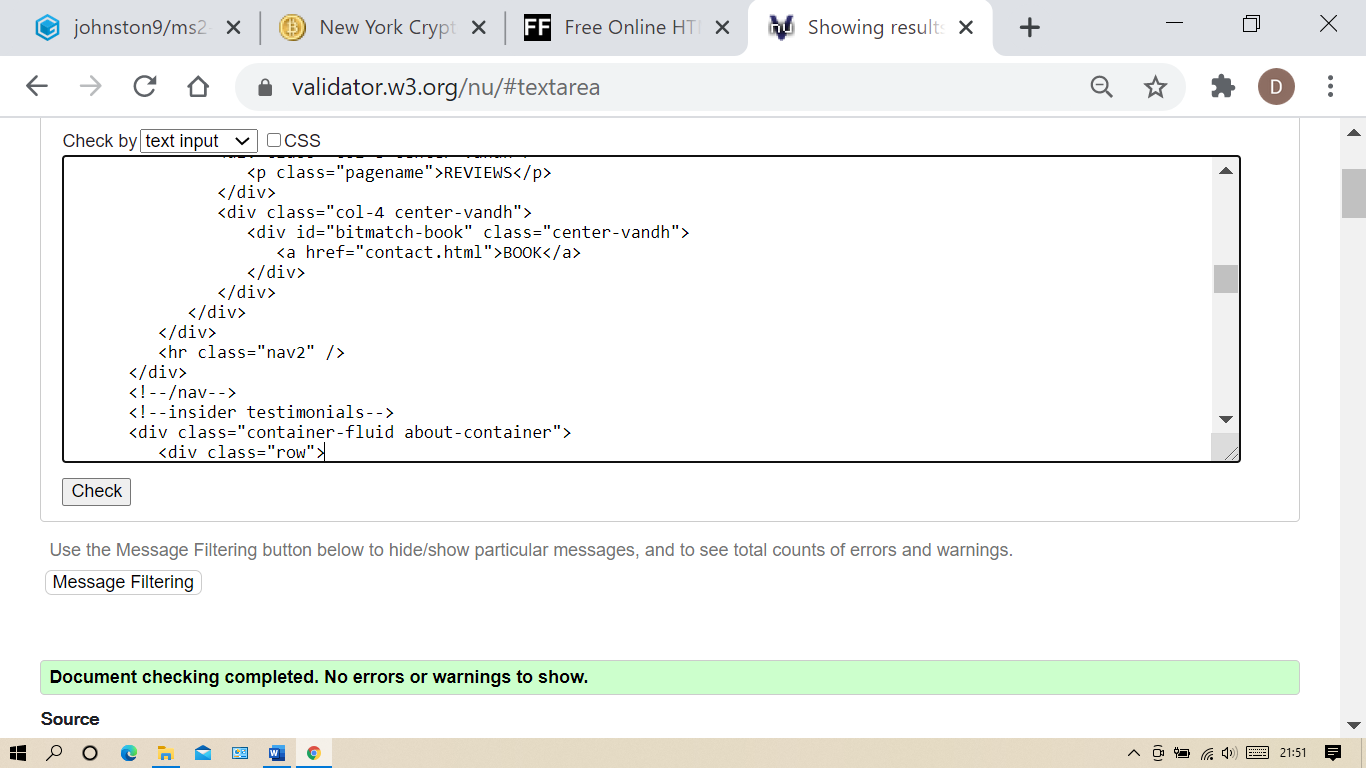 johnston9/ms2-
New York Crypt
FF
Free Online HTM
Showing results
validator.w3.org/nu/#textarea
D
Check by text input CSS
<p class="pagename">REVIEWS</p>
</div>
<div class="col-4 center-vandh">
<div id="bitmatch-book" class="center-vandh">
<a href="contact.html">BOOK</a>
</div>
</div>
</div>
</div>
<hr class="nav2" />
</div>
<!--/nav-->
<!--insider testimonials-->
<div class="container-fluid about-container">
<div class="row">
Check
Use the Message Filtering button below to hide/show particular messages, and to see total counts of errors and warnings.
Message Filtering
Document checking completed. No errors or warnings to show.
Source
21:51